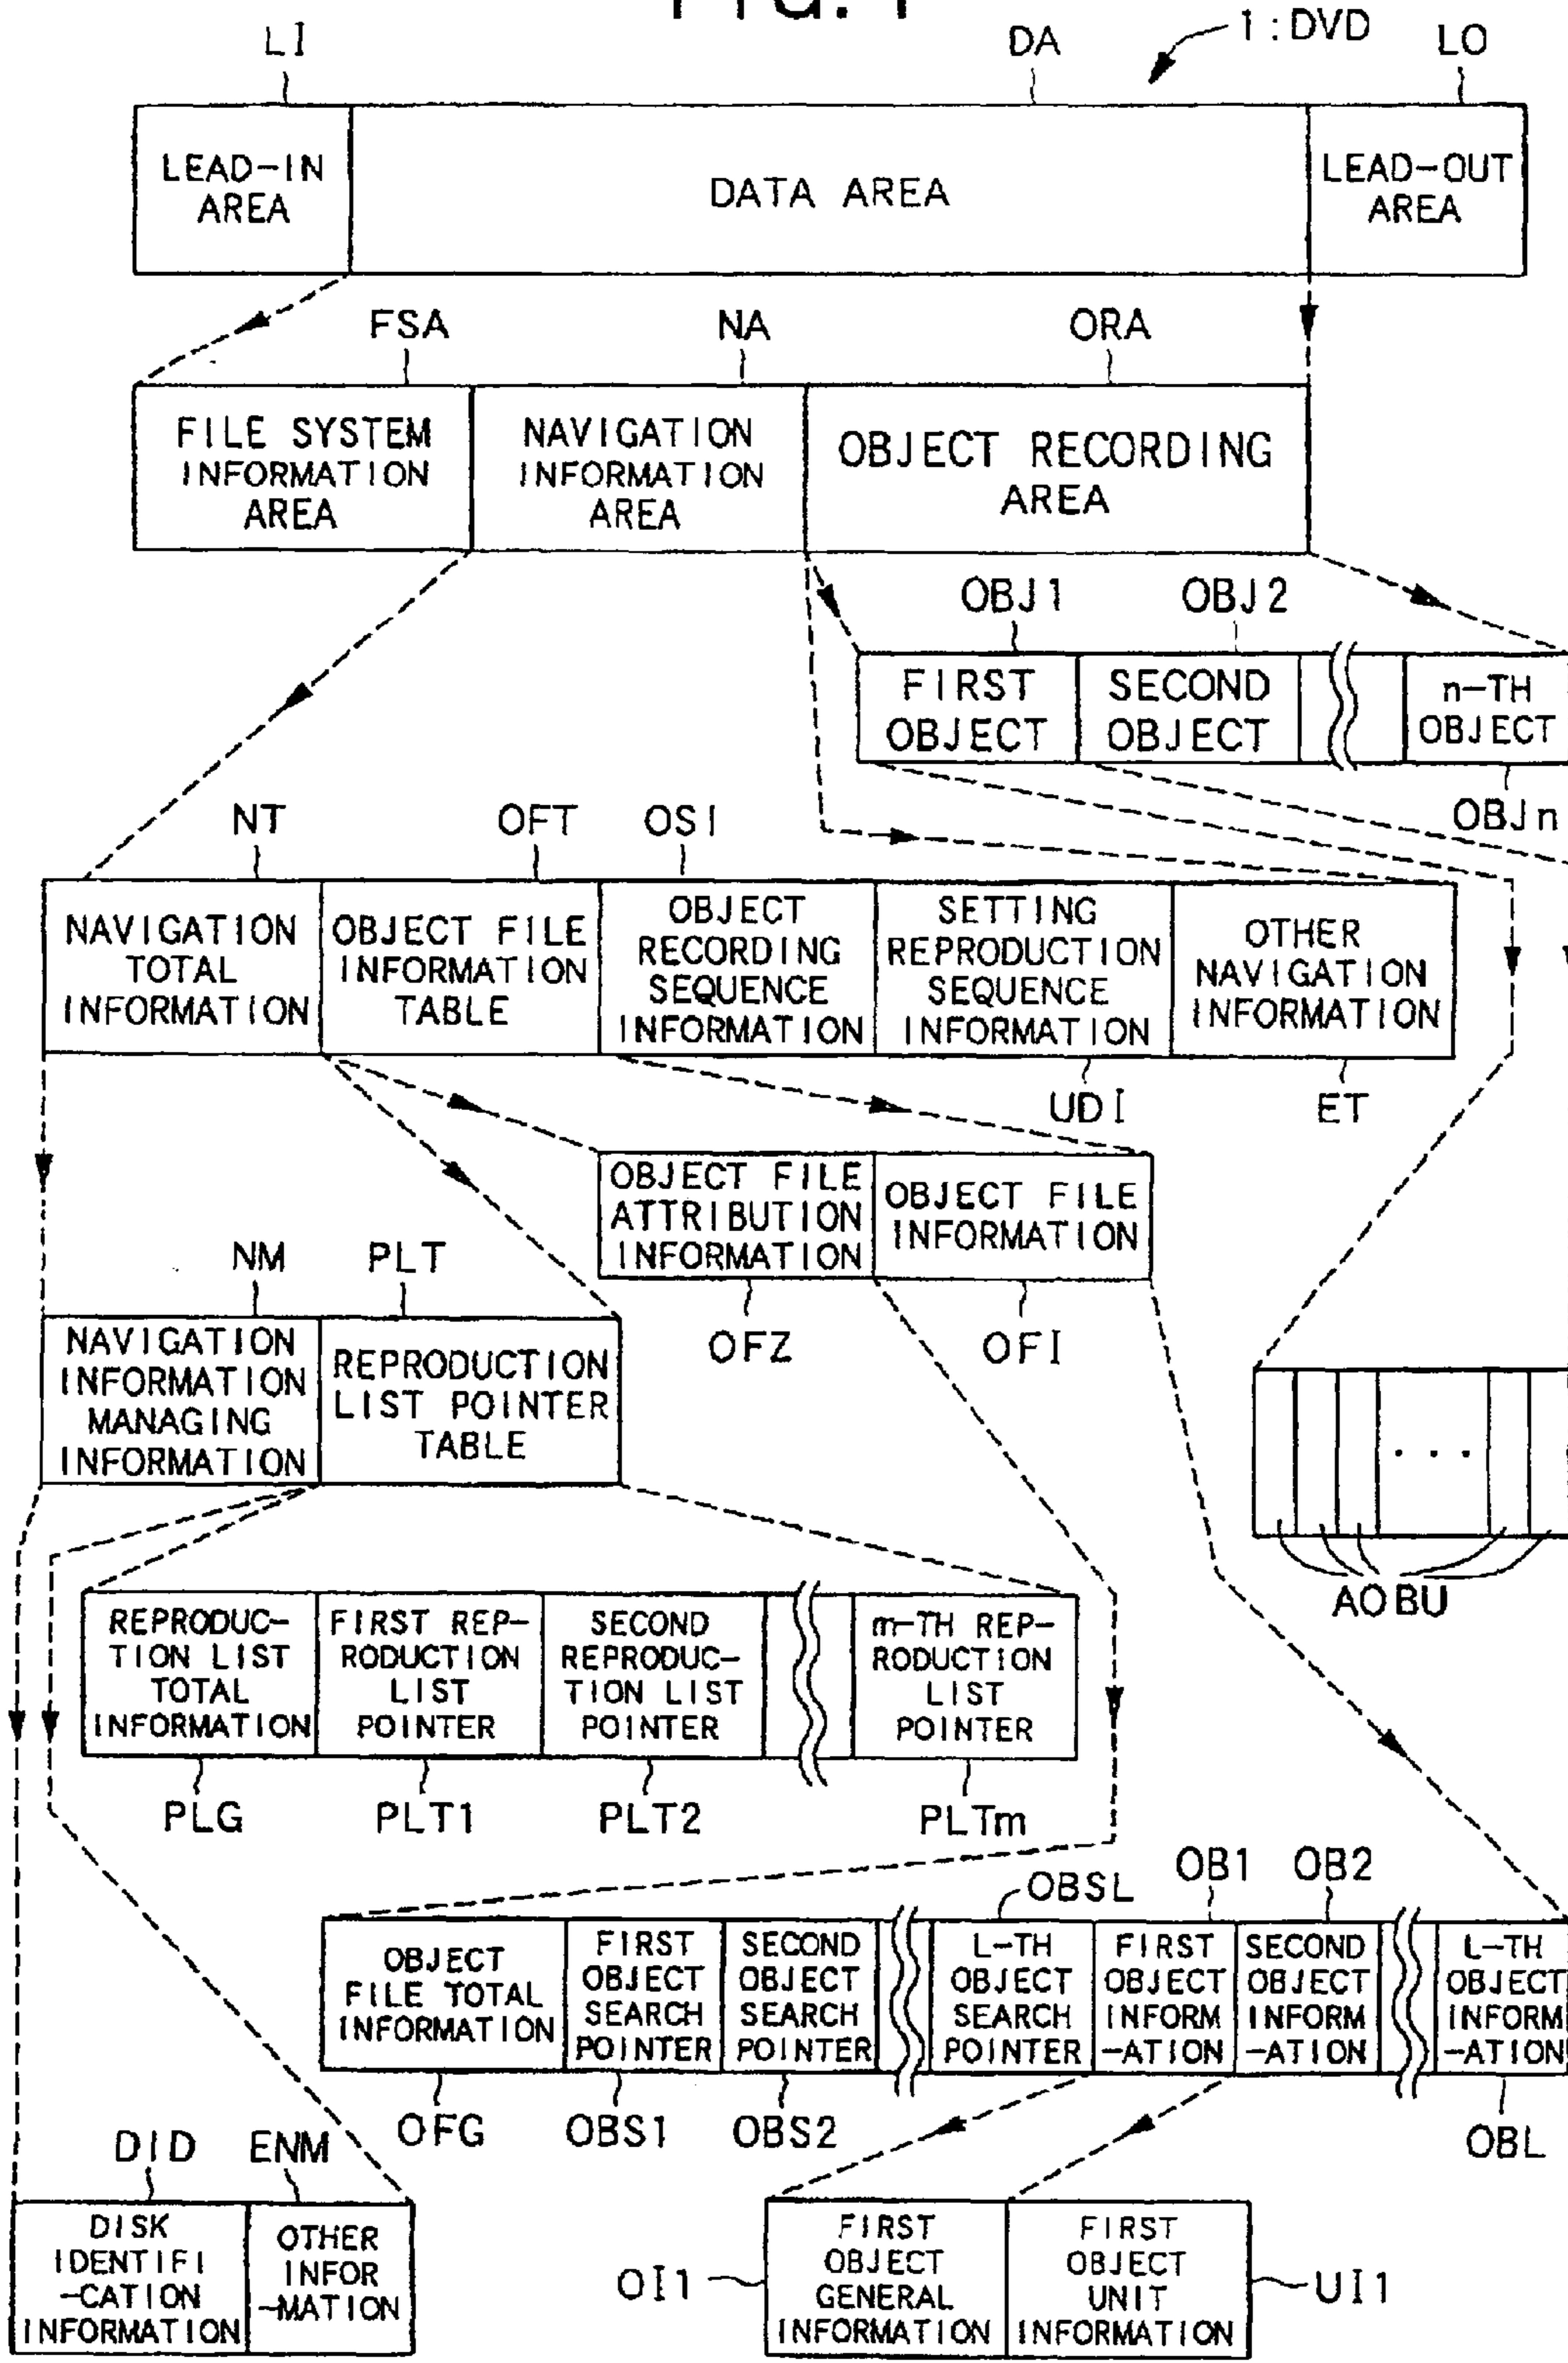 FIG. 1
1:DVD
LI
DA
LO
LEAD-IN
AREA
DATA AREA
LEAD-OUT
AREA
FSA
NA
ORA
FILE SYSTEM
INFORMATION
AREA
NAVIGATION
INFORMATION
AREA
OBJECT RECORDING
AREA
OBJ1
OBJ2
FIRST
OBJECT
SECOND
OBJECT
n-TH
OBJECT
OBJn
NT
OFT
OSI
NAVIGATION
TOTAL
INFORMATION
OBJECT FILE
INFORMATION
TABLE
OBJECT
RECORDING
SEQUENCE
INFORMATION
SETTING
REPRODUCTION
SEQUENCE
INFORMATION
OTHER
NAVIGATION
INFORMATION
UDI
ET
OBJECT FILE
ATTRIBUTION
INFORMATION
OBJECT FILE
INFORMATION
OFZ
OFI
NM
PLT
NAVIGATION
INFORMATION
MANAGING
INFORMATION
REPRODUCTION
LIST POINTER
TABLE
...
AOBU
REPRODUC-
TION LIST
TOTAL
INFORMATION
FIRST REP-
RODUCTION
LIST
POINTER
SECOND
REPRODUC-
TION LIST
POINTER
m-TH REP-
RODUCTION
LIST
POINTER
PLG
PLT1
PLT2
PLTm
OBSL
OB1
OB2
OBJECT
FILE TOTAL
INFORMATION
FIRST
OBJECT
SEARCH
POINTER
SECOND
OBJECT
SEARCH
POINTER
L-TH
OBJECT
SEARCH
POINTER
FIRST
OBJECT
INFORM
-ATION
SECOND
OBJECT
INFORM
-ATION
L-TH
OBJECT
INFORM
-ATION
OFG
OBS1
OBS2
OBL
DID
ENM
DISK
IDENTIFI
-CATION
INFORMATION
OTHER
INFOR
-MATION
OI1
FIRST
OBJECT
GENERAL
INFORMATION
FIRST
OBJECT
UNIT
INFORMATION
UI1